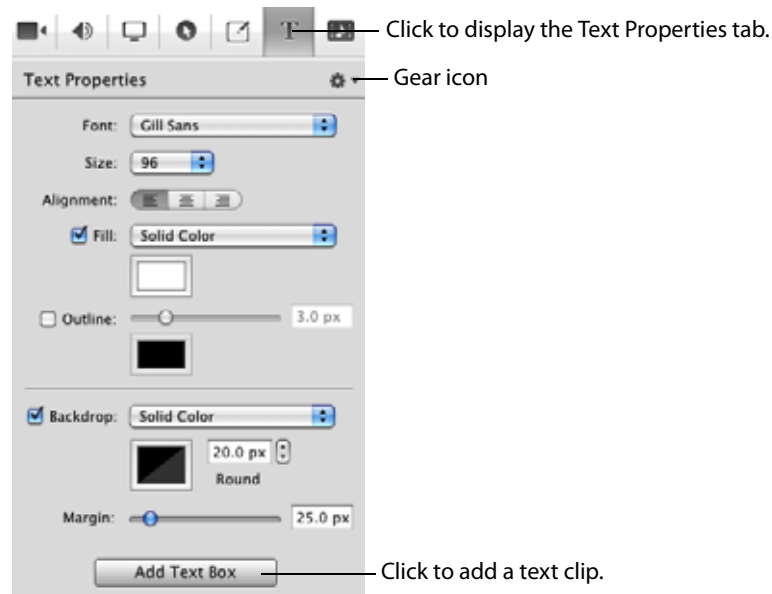 T
Click to display the Text Properties tab.
Text Properties
Gear icon
Font: Gill Sans
Size: 96
Alignment:
Fill: Solid Color
Outline: 3.0 px
Backdrop: Solid Color
20.0 px
Round
Margin: 25.0 px
Add Text Box
Click to add a text clip.